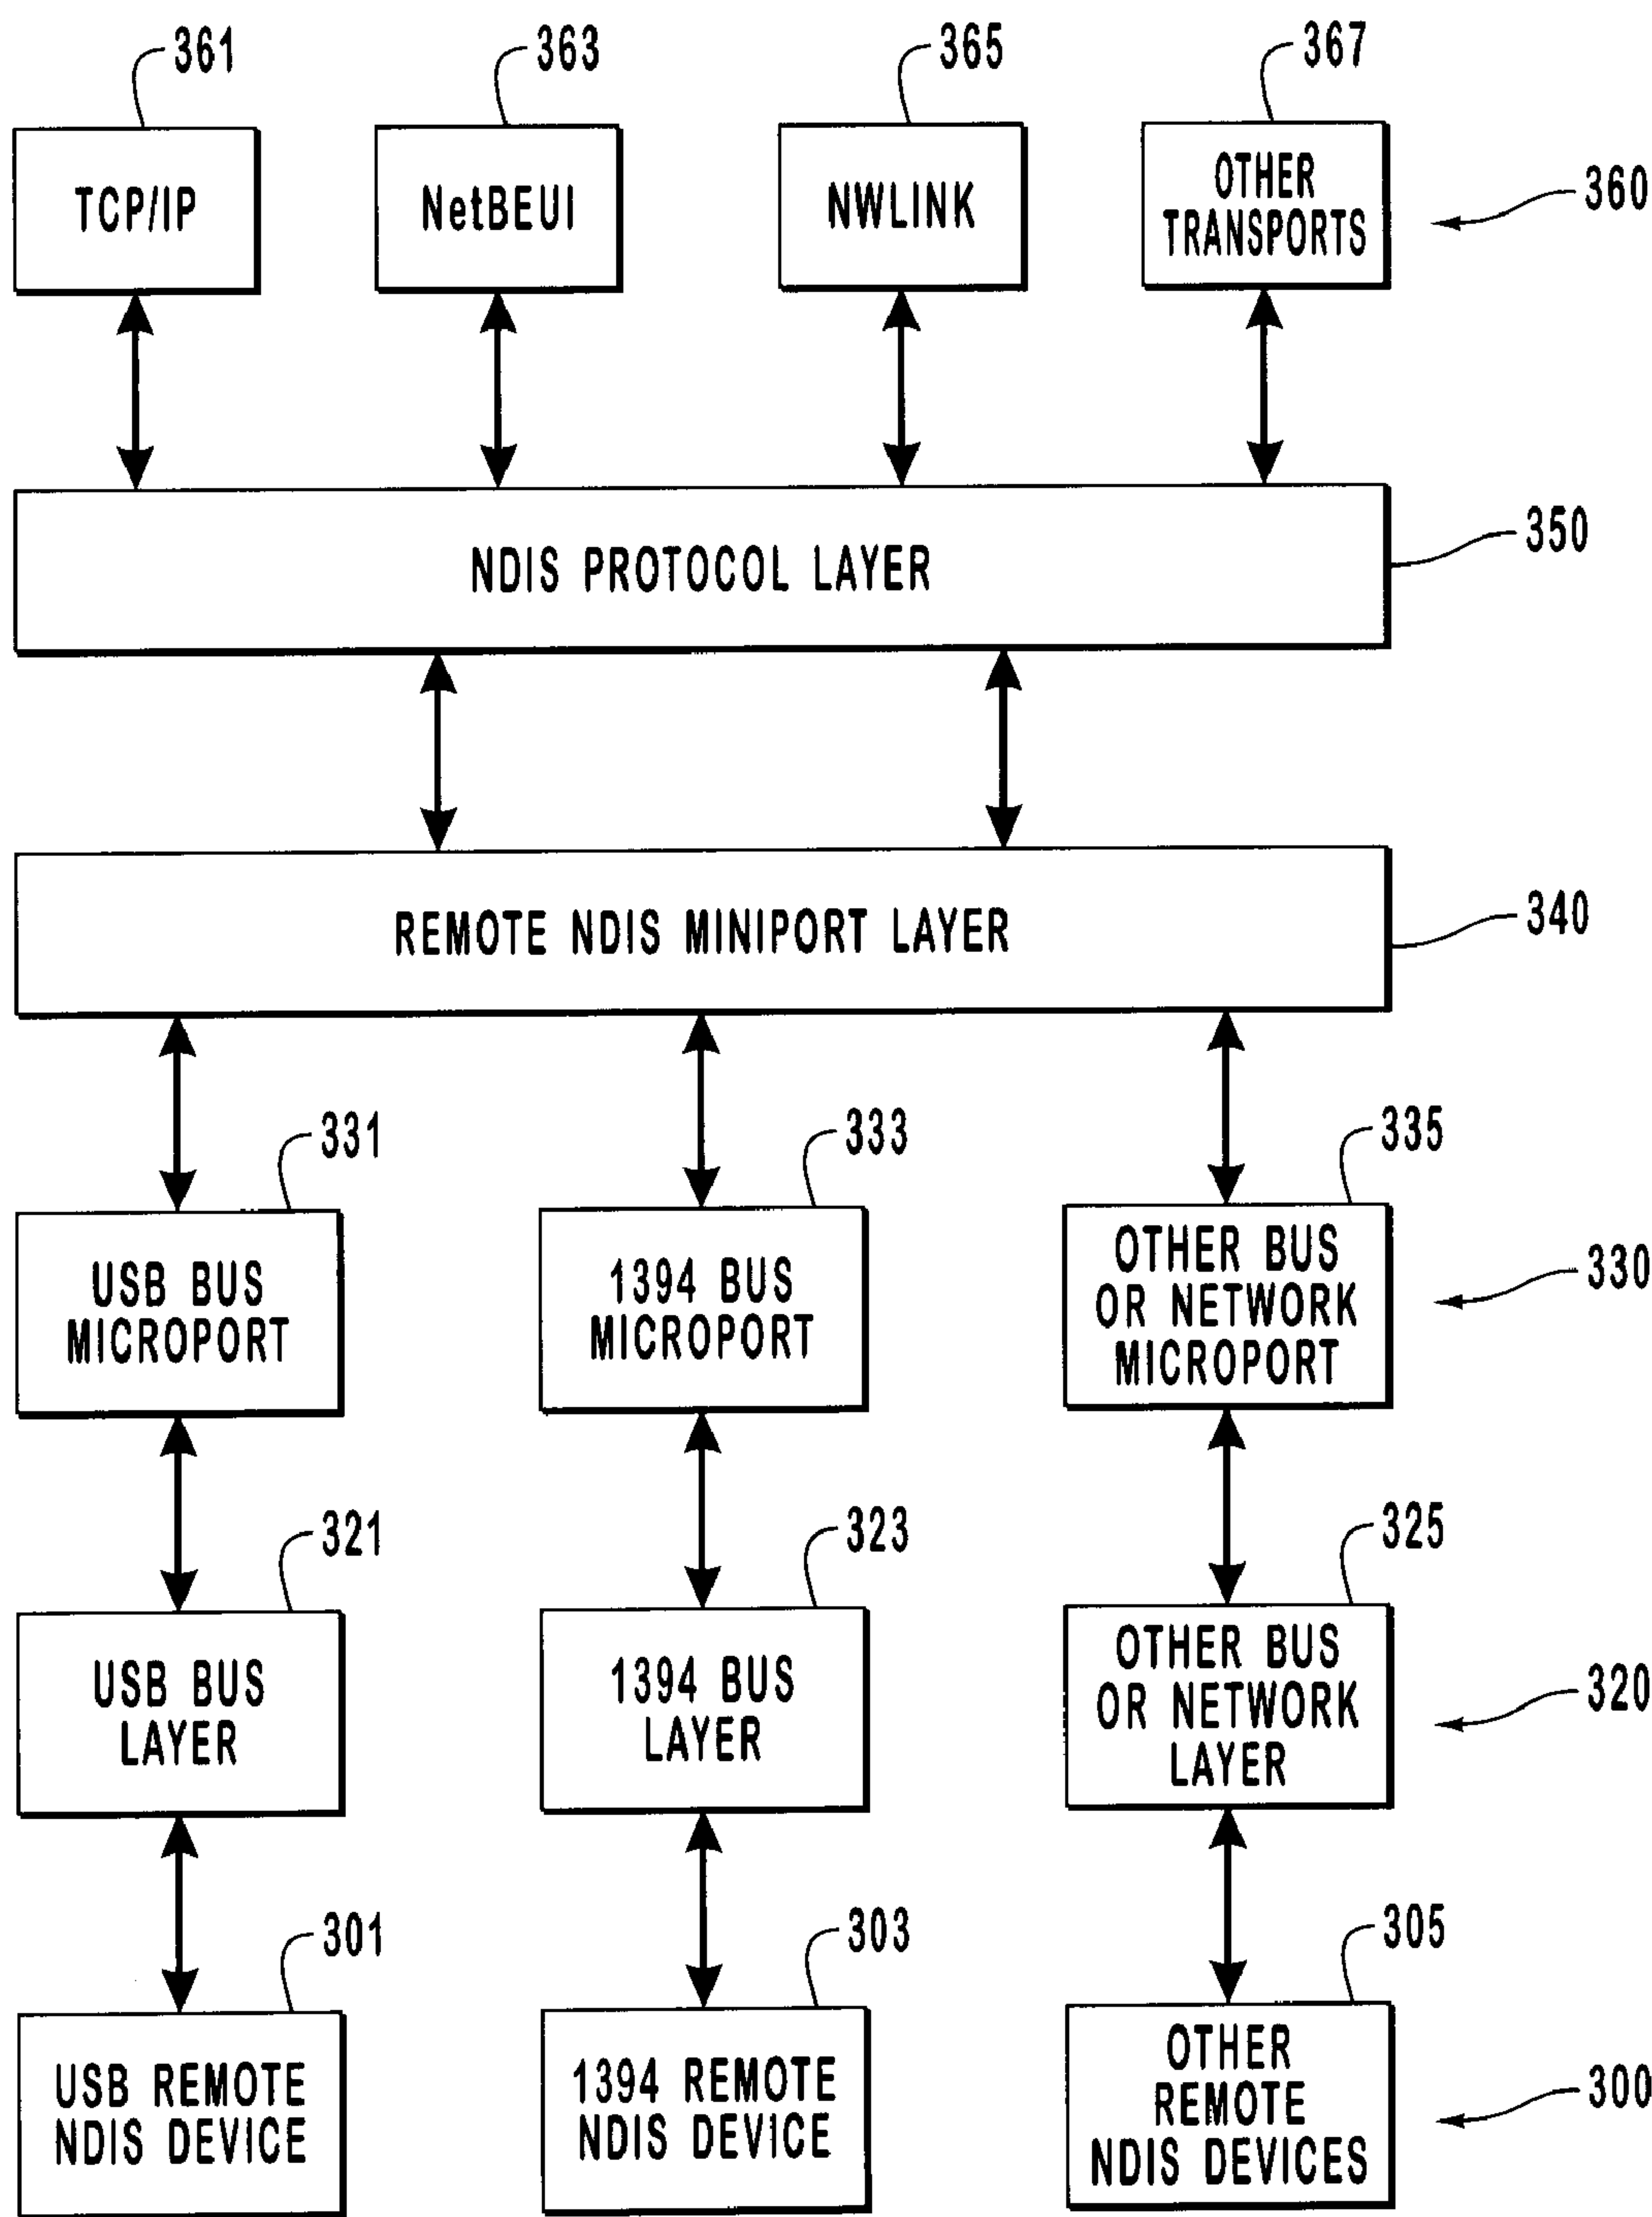 361
363
365
367
TCP/IP
NetBEUI
NWLINK
OTHER
TRANSPORTS
360
NDIS PROTOCOL LAYER
350
REMOTE NDIS MINIPORT LAYER
340
331
333
335
USB BUS
MICROPORT
1394 BUS
MICROPORT
OTHER BUS
OR NETWORK
MICROPORT
330
321
323
325
USB BUS
LAYER
1394 BUS
LAYER
OTHER BUS
OR NETWORK
LAYER
320
301
303
305
USB REMOTE
NDIS DEVICE
1394 REMOTE
NDIS DEVICE
OTHER
REMOTE
NDIS DEVICES
300